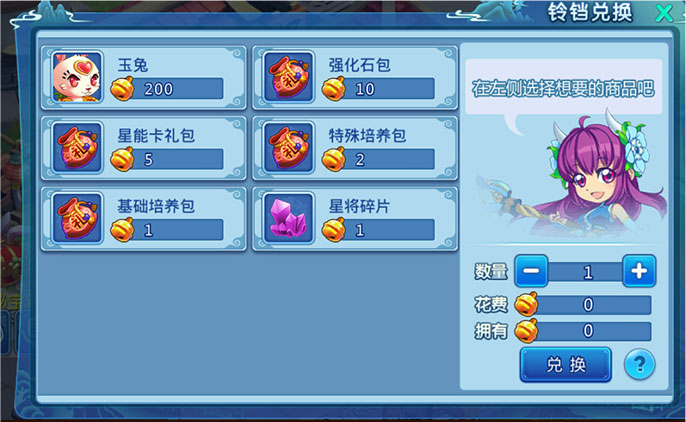 铃铛兑换
玉兔
200
强化石包
10
星能卡礼包
5
特殊培养包
2
基础培养包
1
星将碎片
1
在左侧选择想要的商品吧
数量
1
花费
0
拥有
0
兑换
?